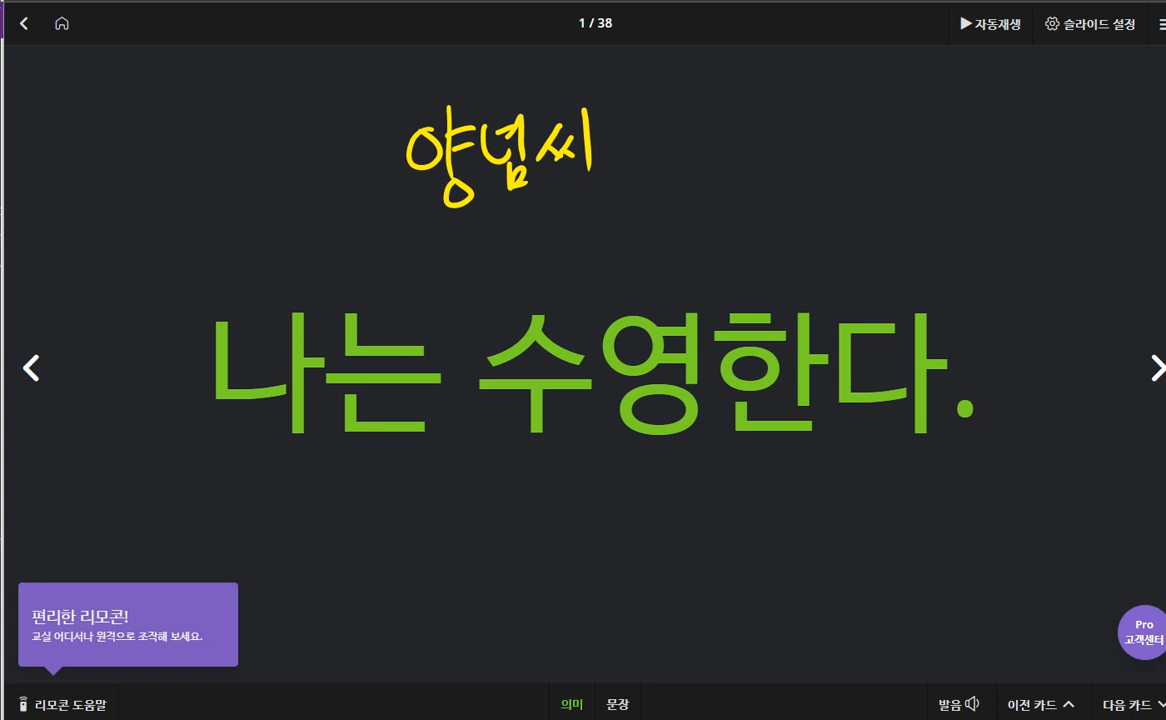 1 / 38
자동재생
슬라이드 설정
양념씨
나는 수영한다.
편리한 리모콘!
교실 어디서나 원격으로 조작해 보세요.
Pro
고객센터
리모콘 도움말
의미
문장
발음
이전 카드
다음 카드